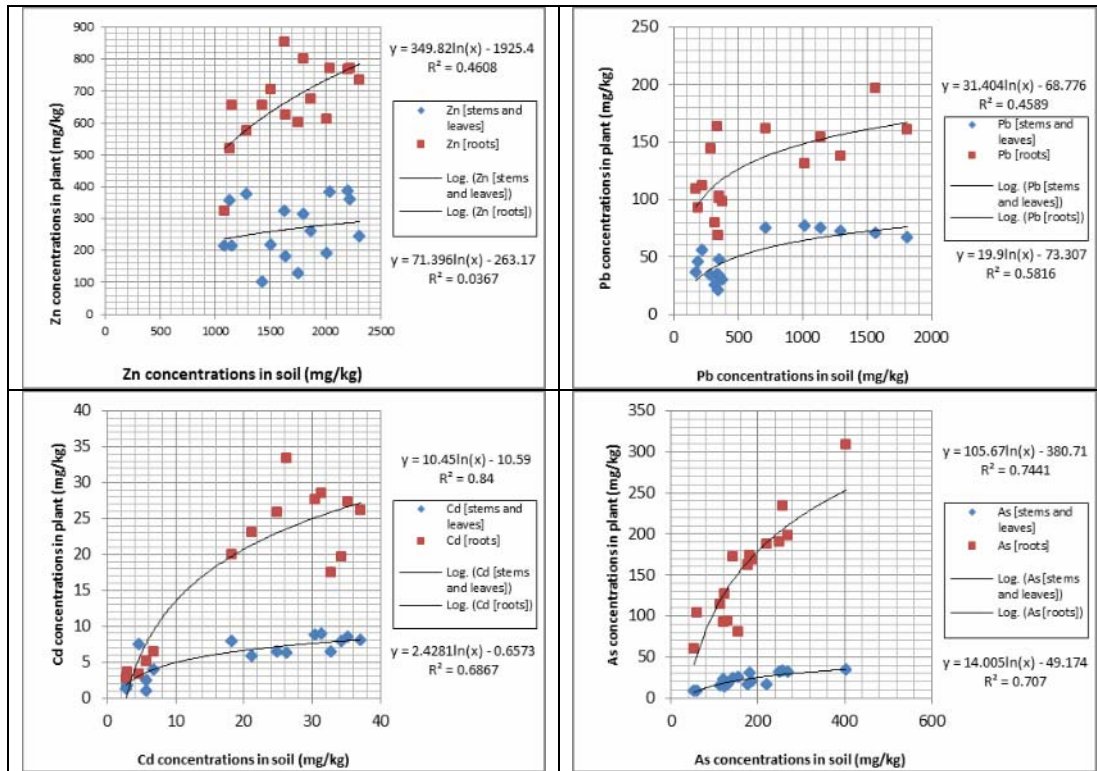 Zn concentrations in plant (mg/kg)
900
800
700
600
500
400
300
200
100
0
0 500 1000 1500 2000 2500
Zn concentrations in soil (mg/kg)
y = 349.82ln(x) - 1925.4
R² = 0.4608
Zn [stems and
leaves]
Zn [roots]
Log. (Zn [stems
and leaves])
Log. (Zn [roots])
y = 71.396ln(x) - 263.17
R² = 0.0367
Pb concentrations in plant (mg/kg)
250
200
150
100
50
0
0 500 1000 1500 2000
Pb concentrations in soil (mg/kg)
y = 31.404ln(x) - 68.776
R² = 0.4589
Pb [stems and
leaves]
Pb [roots]
Log. (Pb [stems
and leaves])
Log. (Pb [roots])
y = 19.9ln(x) - 73.307
R² = 0.5816
Cd concentrations in plant (mg/kg)
40
35
30
25
20
15
10
5
0
0 10 20 30 40
Cd concentrations in soil (mg/kg)
y = 10.45ln(x) - 10.59
R² = 0.84
Cd [stems and
leaves]
Cd [roots]
Log. (Cd [stems
and leaves])
Log. (Cd [roots])
y = 2.4281ln(x) - 0.6573
R² = 0.6867
As concentrations in plant (mg/kg)
350
300
250
200
150
100
50
0
0 200 400 600
As concentrations in soil (mg/kg)
y = 105.67ln(x) - 380.71
R² = 0.7441
As [stems and
leaves]
As [roots]
Log. (As [stems
and leaves])
Log. (As [roots])
y = 14.005ln(x) - 49.174
R² = 0.707